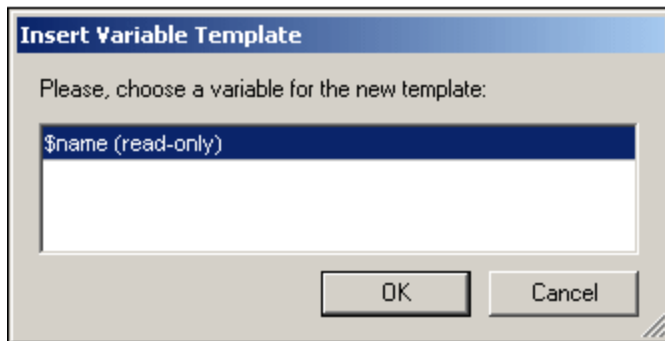 Insert Variable Template
Please, choose a variable for the new template:
$name (read-only)
OK
Cancel